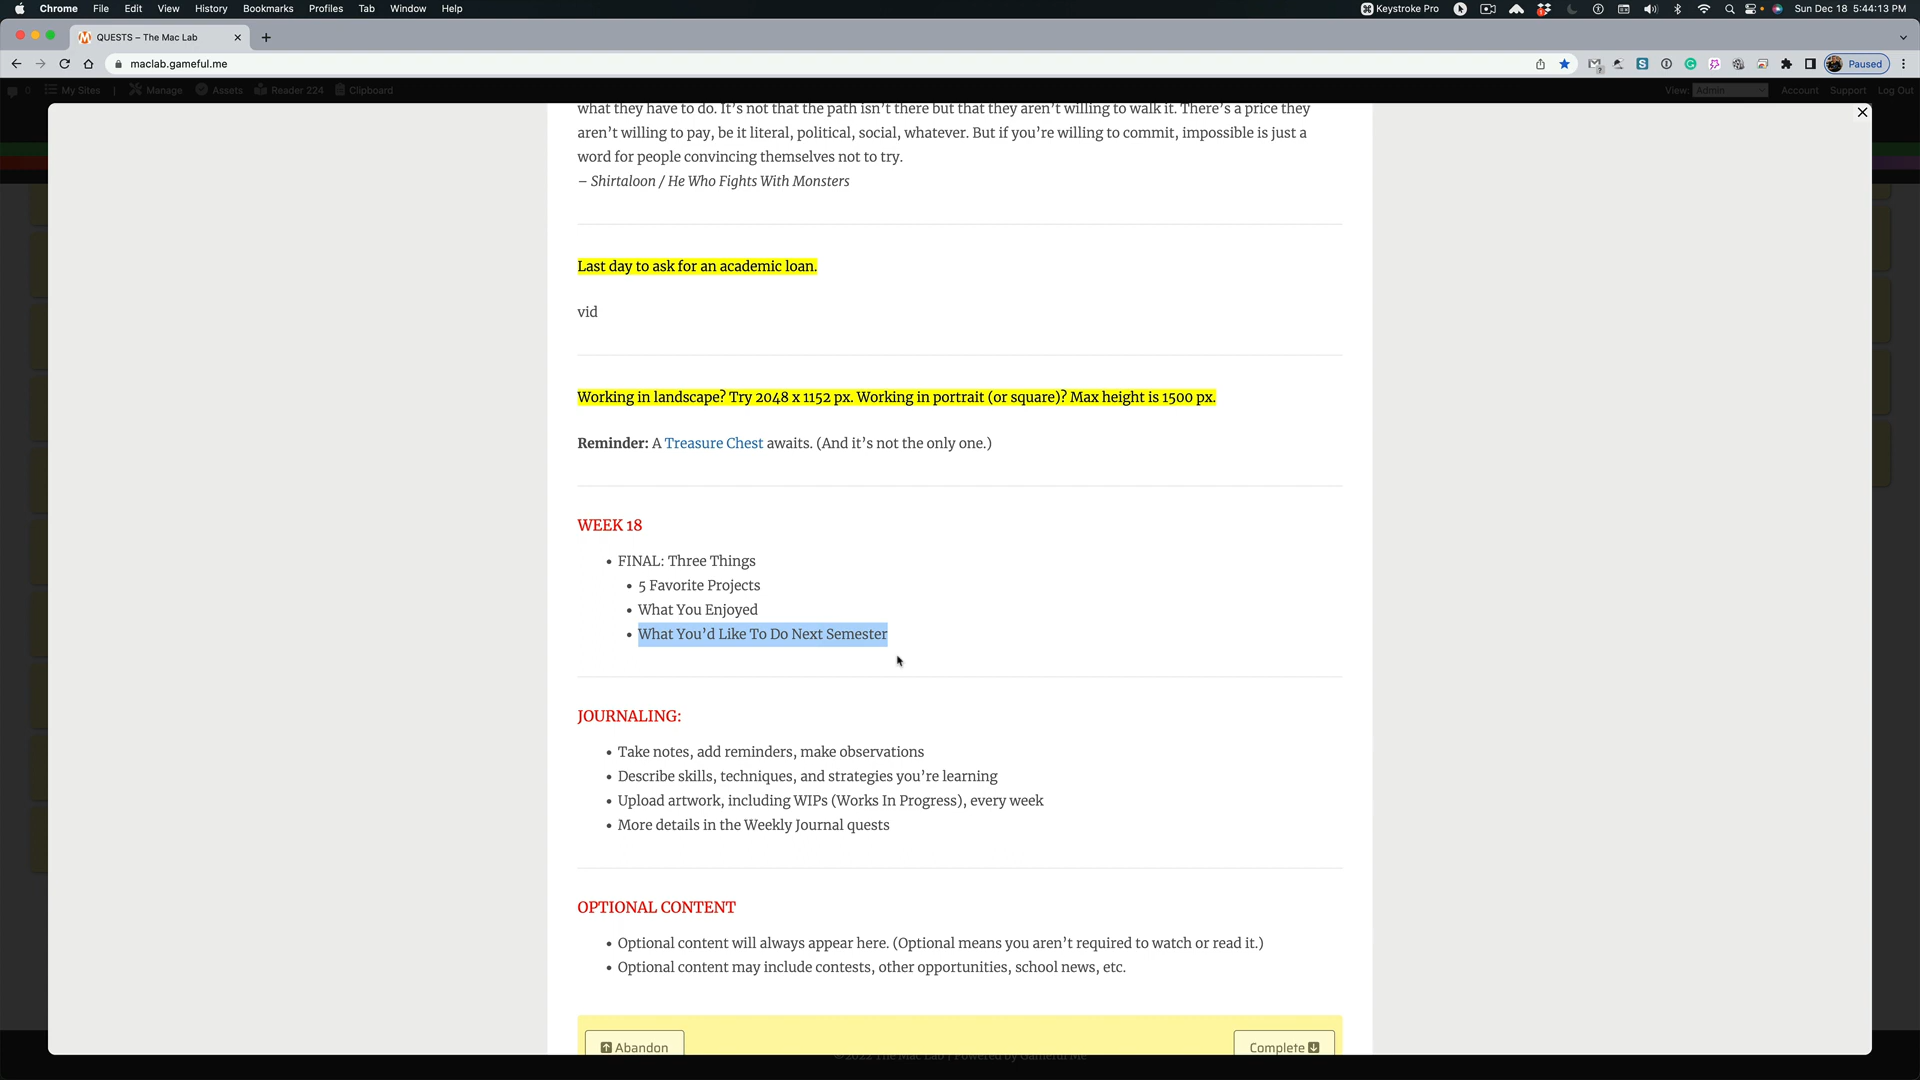 Chrome File Edit View History Bookmarks Profiles Tab Window Help Keystroke Pro Sun Dec 18 5:44:13 PM
QUESTS – The Mac Lab
maclab.gameful.me Paused
0 My Sites Manage Assets Reader 224 Clipboard View: Admin Account Support Log Out
what they have to do. It’s not that the path isn’t there but that they aren’t willing to walk it. There’s a price they
aren’t willing to pay, be it literal, political, social, whatever. But if you’re willing to commit, impossible is just a
word for people convincing themselves not to try.
– Shirtaloon / He Who Fights With Monsters
Last day to ask for an academic loan.
vid
Working in landscape? Try 2048 x 1152 px. Working in portrait (or square)? Max height is 1500 px.
Reminder: A Treasure Chest awaits. (And it’s not the only one.)
WEEK 18
• FINAL: Three Things
• 5 Favorite Projects
• What You Enjoyed
• What You’d Like To Do Next Semester
JOURNALING:
• Take notes, add reminders, make observations
• Describe skills, techniques, and strategies you’re learning
• Upload artwork, including WIPs (Works In Progress), every week
• More details in the Weekly Journal quests
OPTIONAL CONTENT
• Optional content will always appear here. (Optional means you aren’t required to watch or read it.)
• Optional content may include contests, other opportunities, school news, etc.
Abandon Complete
©2022 The Mac Lab | Powered by Gameful Me